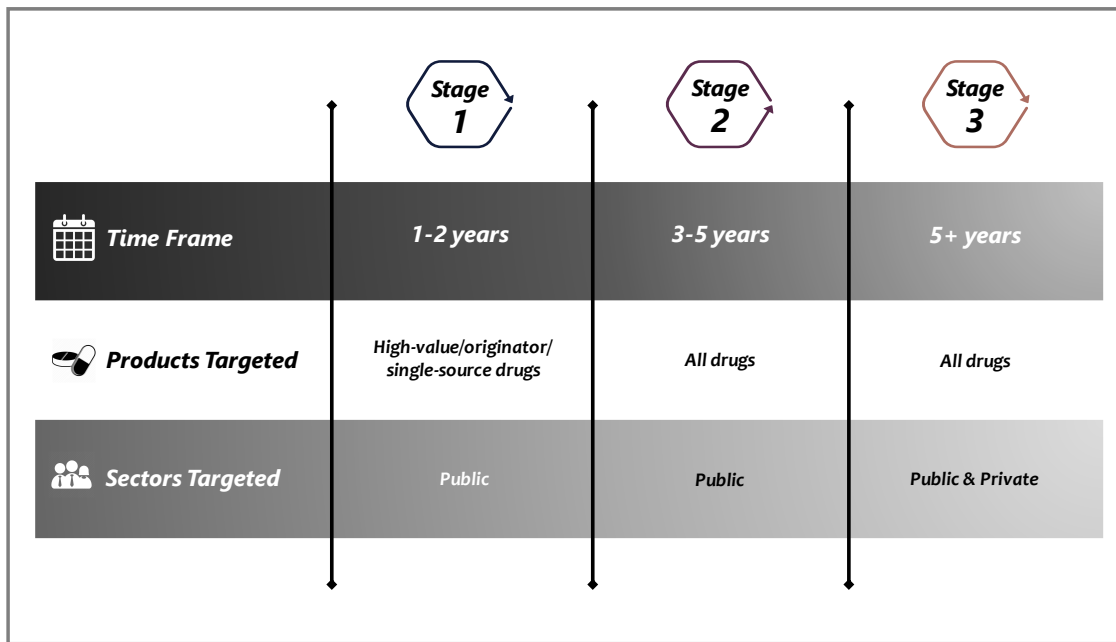 Stage
1
Stage
2
Stage
3
Time Frame
1-2 years
3-5 years
5+ years
Products Targeted
High-value/originator/
single-source drugs
All drugs
All drugs
Sectors Targeted
Public
Public
Public & Private